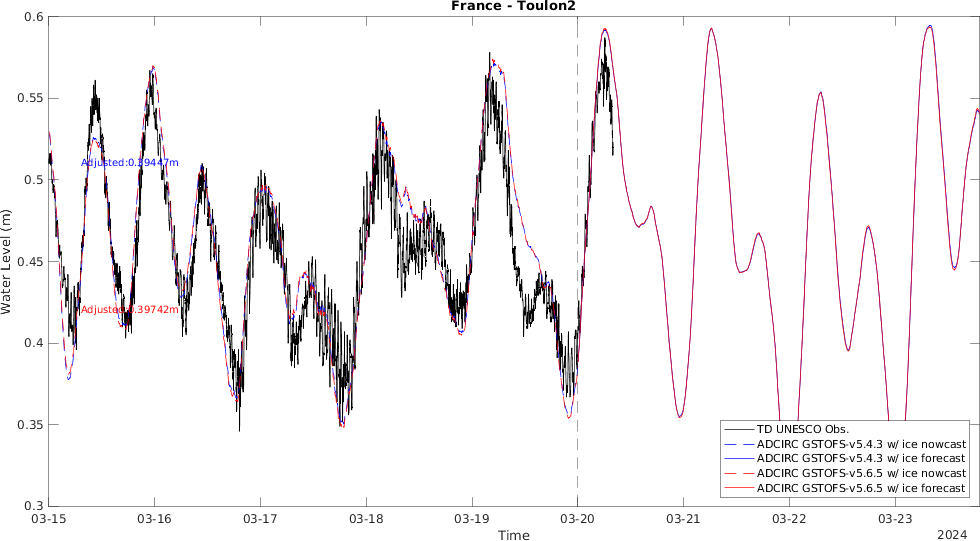 France - Toulon2
0.6
0.55
0.5
0.45
0.4
0.35
0.3
Water Level (m)
Adjusted:0.39447m
Adjusted:0.39742m
TD UNESCO Obs.
ADCIRC GSTOFS-v5.4.3 w/ ice nowcast
ADCIRC GSTOFS-v5.4.3 w/ ice forecast
ADCIRC GSTOFS-v5.6.5 w/ ice nowcast
ADCIRC GSTOFS-v5.6.5 w/ ice forecast
03-15 03-16 03-17 03-18 03-19 03-20 03-21 03-22 03-23
Time
2024